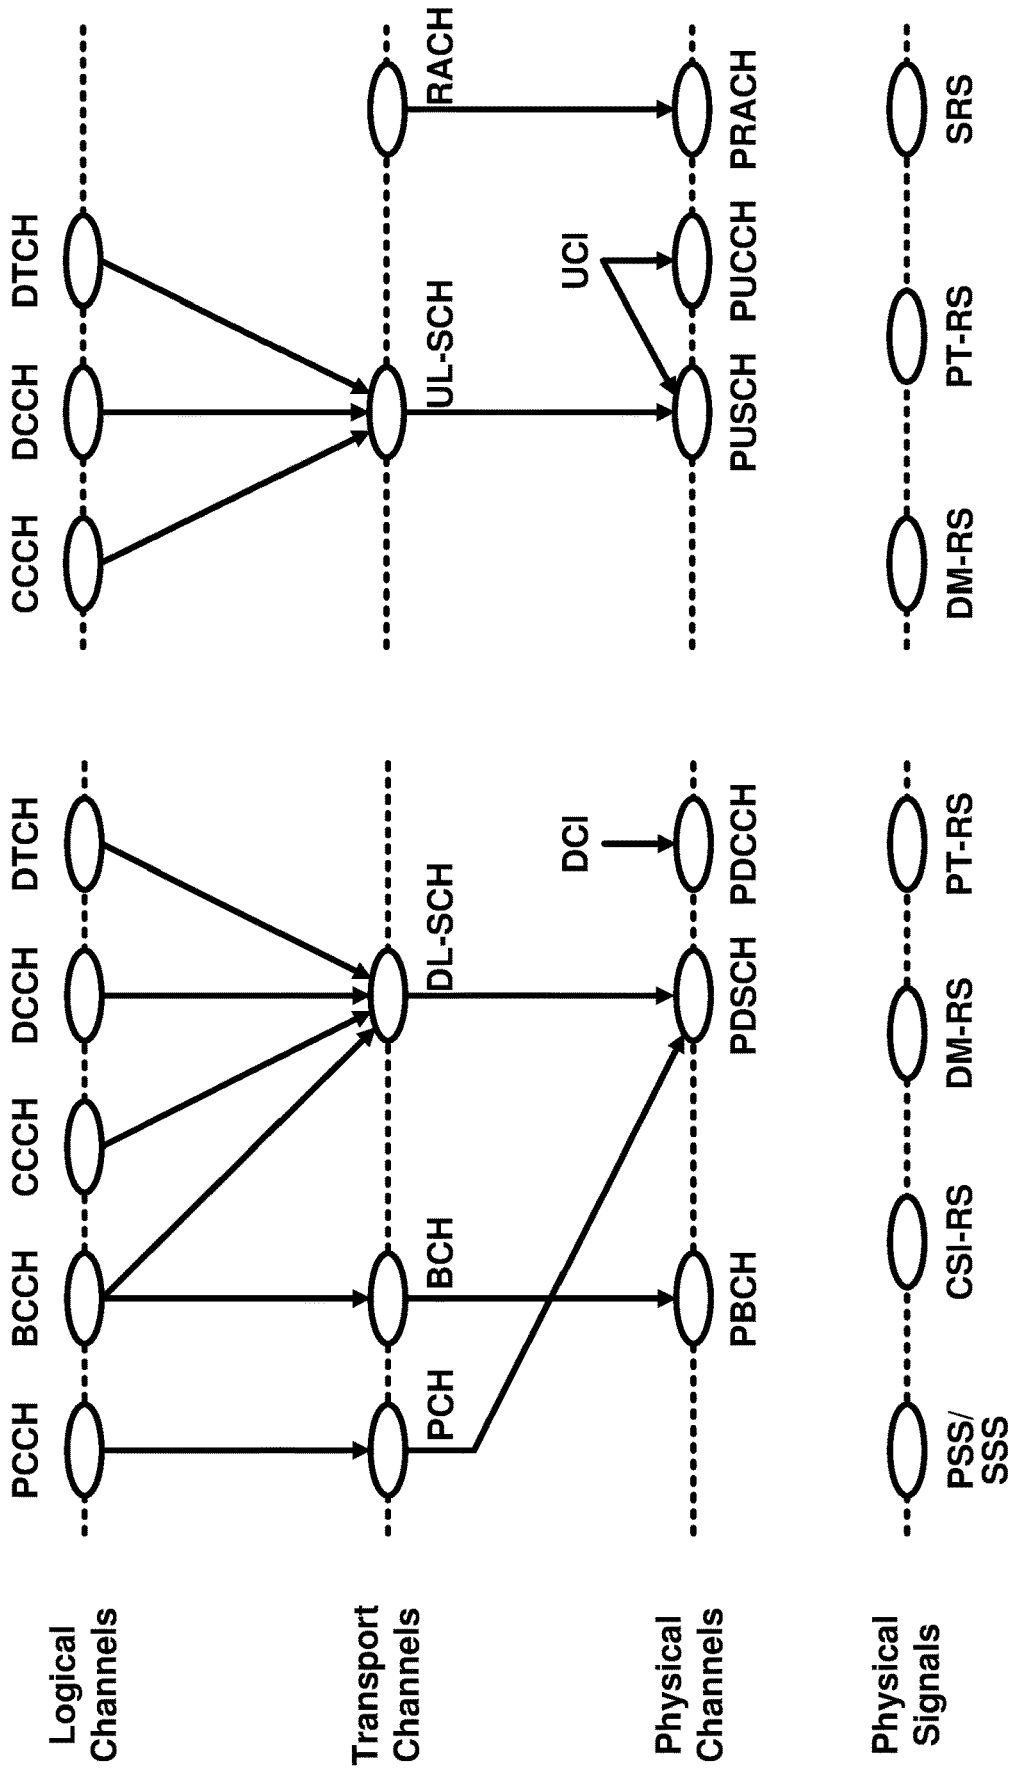 Logical
Channels
PCCH
BCCH
CCCH
DCCH
DTCH
CCCH
DCCH
DTCH
Transport
Channels
PCH
BCH
DL-SCH
UL-SCH
RACH
DCI
UCI
Physical
Channels
PBCH
PDSCH
PDCCH
PUSCH
PUCCH
PRACH
Physical
Signals
PSS/
SSS
CSI-RS
DM-RS
PT-RS
DM-RS
PT-RS
SRS